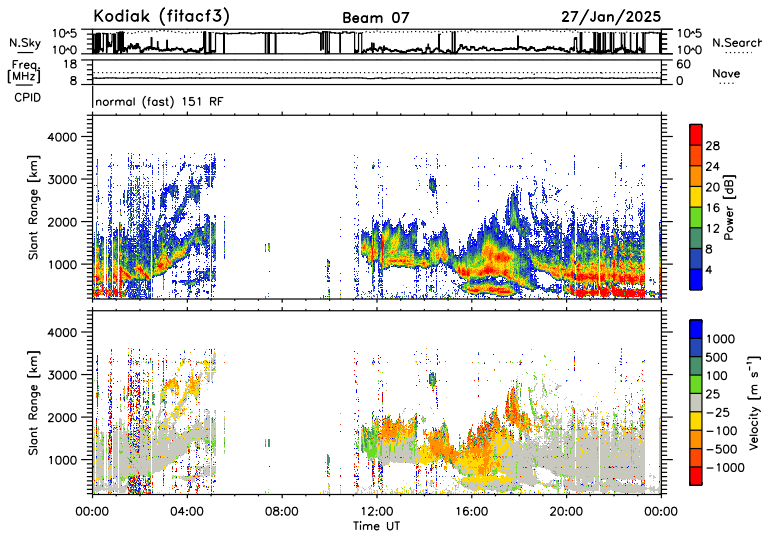 Kodiak (fitacf3) Beam 07 27/Jan/2025
N.Sky 10+5 10+0 10+5 10+0 N.Search
Freq. [MHz] 18 8 60 0 Nave
CPID normal (fast) 151 RF
Slant Range [km] 4000 3000 2000 1000
28 24 20 16 12 8 4 Power [dB]
Slant Range [km] 4000 3000 2000 1000
1000 500 100 25 -25 -100 -500 -1000 Velocity [m s⁻¹]
00:00 04:00 08:00 12:00 16:00 20:00 00:00
Time UT